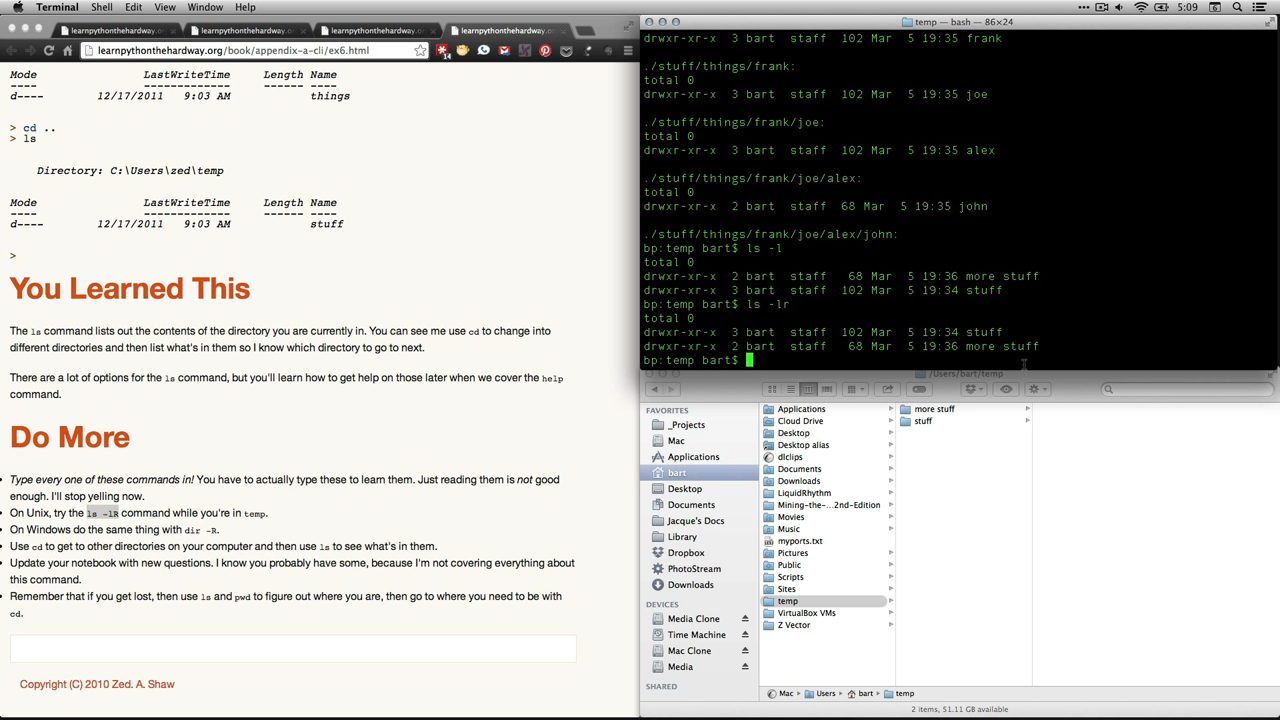 Terminal Shell Edit View Window Help 5:09
learnpythonthehardway.org learnpythonthehardway.org learnpythonthehardway.org learnpythonthehardway.org
learnpythonthehardway.org/book/appendix-a-cli/ex6.html
14
Mode LastWriteTime Length Name
---- ------------- ------ ----
d---- 12/17/2011 9:03 AM things
> cd ..
> ls
Directory: C:\Users\zed\temp
Mode LastWriteTime Length Name
---- ------------- ------ ----
d---- 12/17/2011 9:03 AM stuff
>
You Learned This
The ls command lists out the contents of the directory you are currently in. You can see me use cd to change into
different directories and then list what's in them so I know which directory to go to next.
There are a lot of options for the ls command, but you'll learn how to get help on those later when we cover the help
command.
Do More
Type every one of these commands in! You have to actually type these to learn them. Just reading them is not good
enough. I'll stop yelling now.
On Unix, try the ls -lR command while you're in temp.
On Windows do the same thing with dir -R.
Use cd to get to other directories on your computer and then use ls to see what's in them.
Update your notebook with new questions. I know you probably have some, because I'm not covering everything about
this command.
Remember that if you get lost, then use ls and pwd to figure out where you are, then go to where you need to be with
cd.
Copyright (C) 2010 Zed. A. Shaw
temp — bash — 86×24
drwxr-xr-x 3 bart staff 102 Mar 5 19:35 frank
./stuff/things/frank:
total 0
drwxr-xr-x 3 bart staff 102 Mar 5 19:35 joe
./stuff/things/frank/joe:
total 0
drwxr-xr-x 3 bart staff 102 Mar 5 19:35 alex
./stuff/things/frank/joe/alex:
total 0
drwxr-xr-x 2 bart staff 68 Mar 5 19:35 john
./stuff/things/frank/joe/alex/john:
bp:temp bart$ ls -l
total 0
drwxr-xr-x 2 bart staff 68 Mar 5 19:36 more stuff
drwxr-xr-x 3 bart staff 102 Mar 5 19:34 stuff
bp:temp bart$ ls -lr
total 0
drwxr-xr-x 3 bart staff 102 Mar 5 19:34 stuff
drwxr-xr-x 2 bart staff 68 Mar 5 19:36 more stuff
bp:temp bart$
/Users/bart/temp
FAVORITES
_Projects
Mac
Applications
bart
Desktop
Documents
Jacque's Docs
Library
Dropbox
PhotoStream
Downloads
DEVICES
Media Clone
Time Machine
Mac Clone
Media
SHARED
Applications
Cloud Drive
Desktop
Desktop alias
dlclips
Documents
Downloads
LiquidRhythm
Mining-the-...2nd-Edition
Movies
Music
myports.txt
Pictures
Public
Scripts
Sites
temp
VirtualBox VMs
Z Vector
more stuff
stuff
Mac Users bart temp
2 items, 51.11 GB available